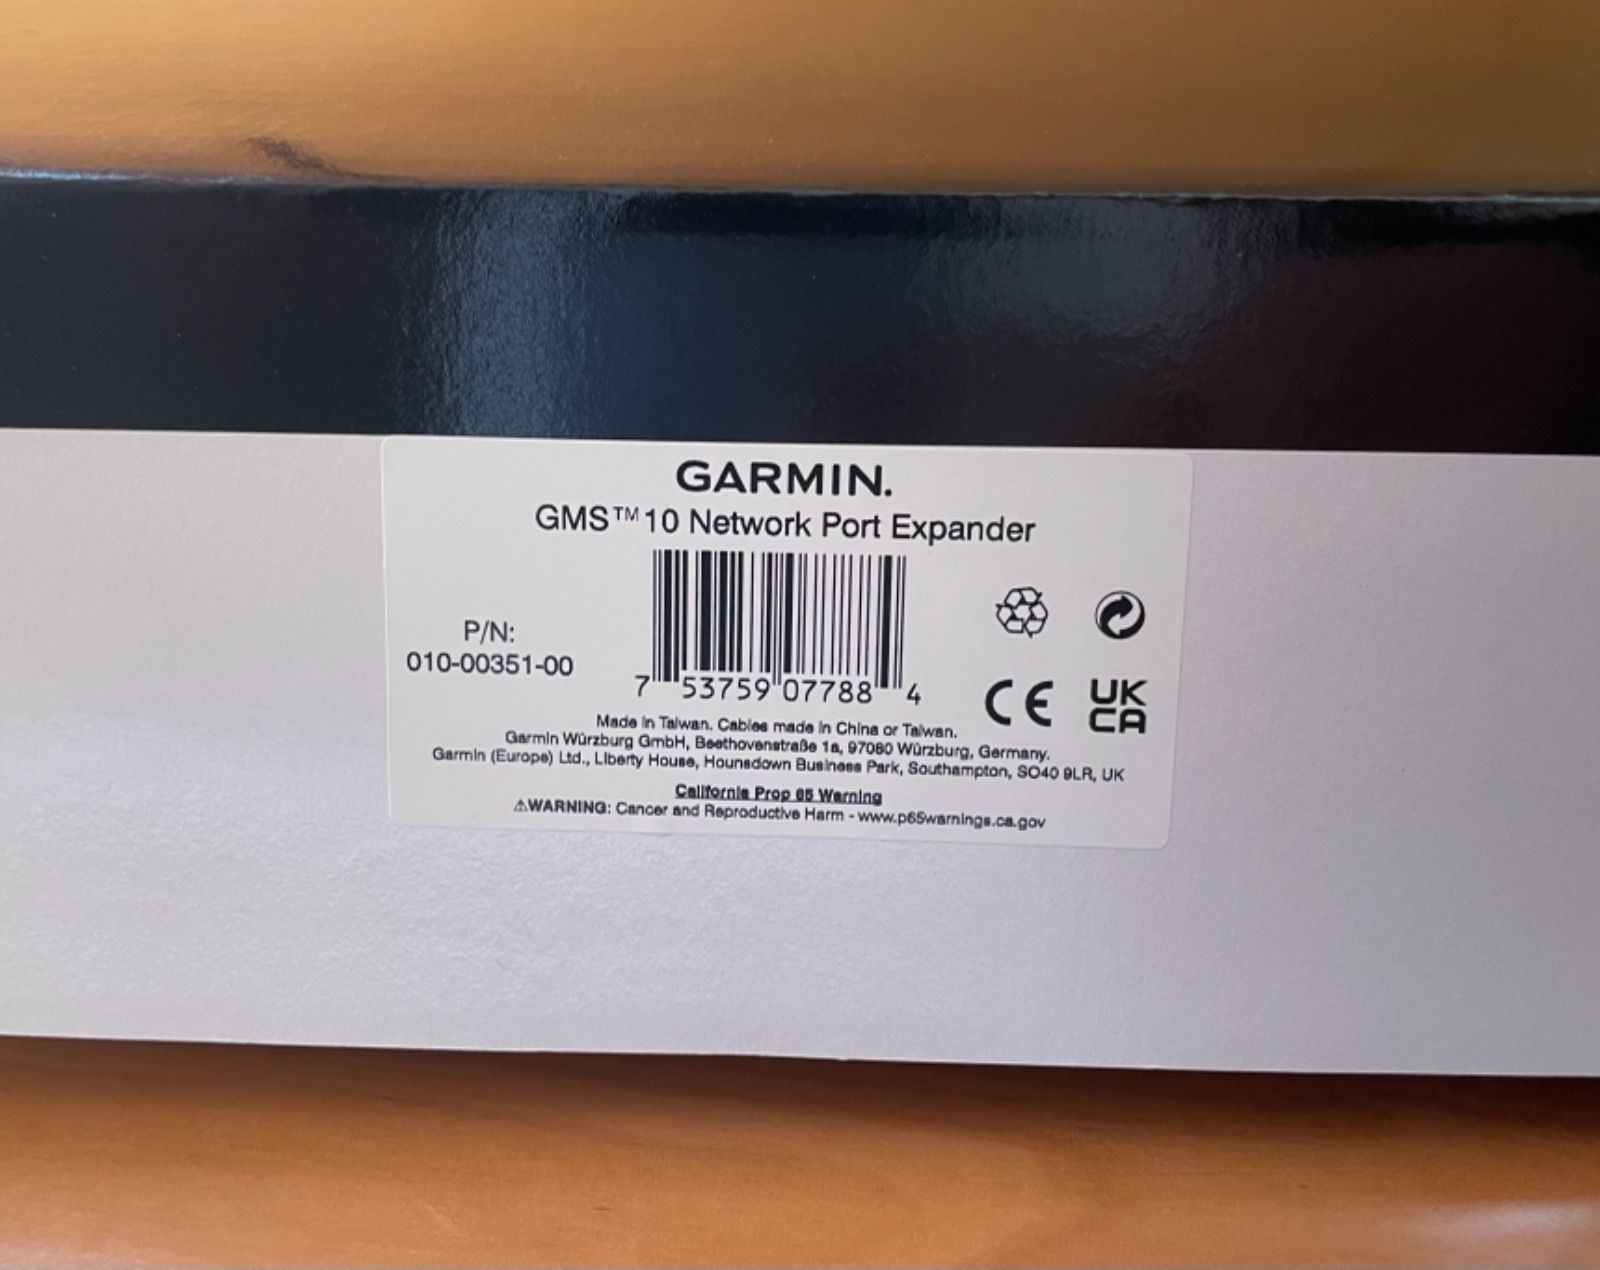 GARMIN.
GMS™ 10 Network Port Expander
P/N:
010-00351-00
7 53759 07788 4
CE
UK
CA
Made in Taiwan. Cables made in China or Taiwan.
Garmin Würzburg GmbH, Beethovenstraße 1a, 97080 Würzburg, Germany.
Garmin (Europe) Ltd., Liberty House, Hounsdown Business Park, Southampton, SO40 9LR, UK
California Prop 65 Warning
⚠WARNING: Cancer and Reproductive Harm - www.p65warnings.ca.gov